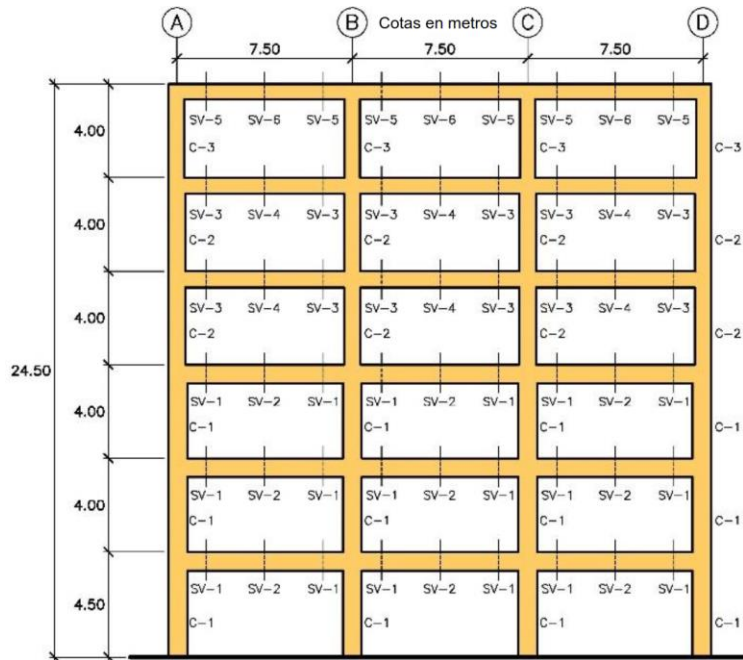 A B Cotas en metros C D
7.50 7.50 7.50
4.00 SV-5 SV-6 SV-5 SV-5 SV-6 SV-5 SV-5 SV-6 SV-5
C-3 C-3 C-3 C-3
4.00 SV-3 SV-4 SV-3 SV-3 SV-4 SV-3 SV-3 SV-4 SV-3
C-2 C-2 C-2 C-2
4.00 SV-3 SV-4 SV-3 SV-3 SV-4 SV-3 SV-3 SV-4 SV-3
C-2 C-2 C-2 C-2
24.50
4.00 SV-1 SV-2 SV-1 SV-1 SV-2 SV-1 SV-1 SV-2 SV-1
C-1 C-1 C-1 C-1
4.00 SV-1 SV-2 SV-1 SV-1 SV-2 SV-1 SV-1 SV-2 SV-1
C-1 C-1 C-1 C-1
4.50 SV-1 SV-2 SV-1 SV-1 SV-2 SV-1 SV-1 SV-2 SV-1
C-1 C-1 C-1 C-1